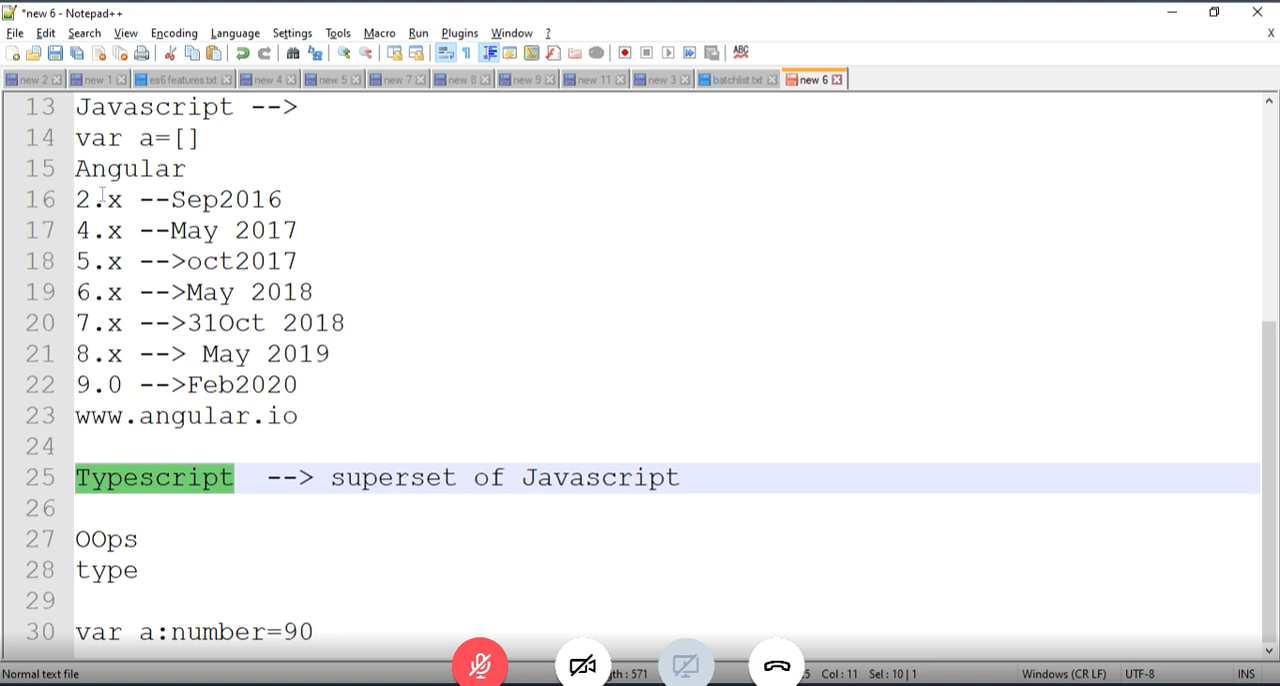 *new 6 - Notepad++
File Edit Search View Encoding Language Settings Tools Macro Run Plugins Window ? X
new 2 new 1 es6 features.txt new 4 new 5 new 7 new 8 new 9 new 11 new 3 batchlist.txt new 6
13 Javascript -->
14 var a=[]
15 Angular
16 2.x --Sep2016
17 4.x --May 2017
18 5.x -->oct2017
19 6.x -->May 2018
20 7.x -->31Oct 2018
21 8.x --> May 2019
22 9.0 -->Feb2020
23 www.angular.io
24
25 Typescript --> superset of Javascript
26
27 OOps
28 type
29
30 var a:number=90
Normal text file : 571 Col : 11 Sel : 10 | 1 Windows (CR LF) UTF-8 INS